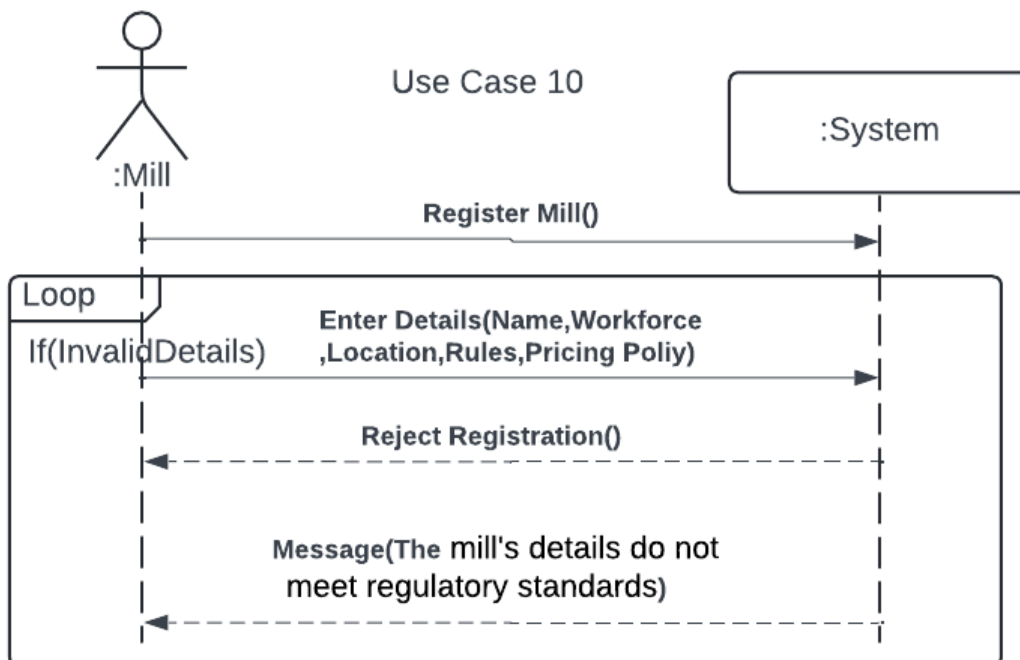 Use Case 10
:System
:Mill
Register Mill()
Loop
If(InvalidDetails)
Enter Details(Name,Workforce
,Location,Rules,Pricing Poliy)
Reject Registration()
Message(The mill's details do not
meet regulatory standards)